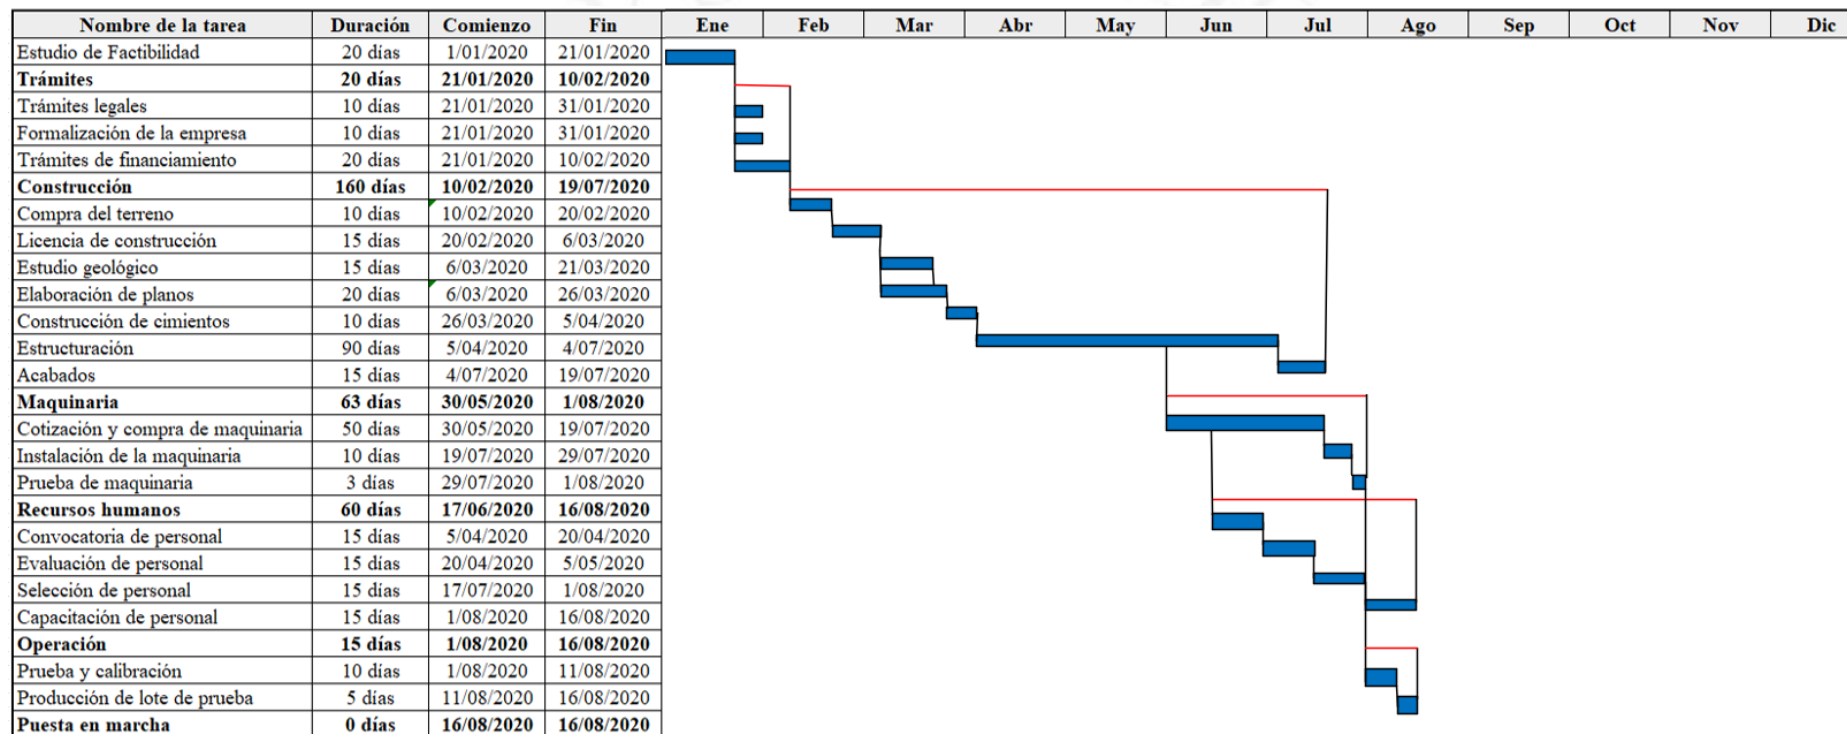 Nombre de la tarea Duración Comienzo Fin Ene Feb Mar Abr May Jun Jul Ago Sep Oct Nov Dic
Estudio de Factibilidad 20 días 1/01/2020 21/01/2020
Trámites 20 días 21/01/2020 10/02/2020
Trámites legales 10 días 21/01/2020 31/01/2020
Formalización de la empresa 10 días 21/01/2020 31/01/2020
Trámites de financiamiento 20 días 21/01/2020 10/02/2020
Construcción 160 días 10/02/2020 19/07/2020
Compra del terreno 10 días 10/02/2020 20/02/2020
Licencia de construcción 15 días 20/02/2020 6/03/2020
Estudio geológico 15 días 6/03/2020 21/03/2020
Elaboración de planos 20 días 6/03/2020 26/03/2020
Construcción de cimientos 10 días 26/03/2020 5/04/2020
Estructuración 90 días 5/04/2020 4/07/2020
Acabados 15 días 4/07/2020 19/07/2020
Maquinaria 63 días 30/05/2020 1/08/2020
Cotización y compra de maquinaria 50 días 30/05/2020 19/07/2020
Instalación de la maquinaria 10 días 19/07/2020 29/07/2020
Prueba de maquinaria 3 días 29/07/2020 1/08/2020
Recursos humanos 60 días 17/06/2020 16/08/2020
Convocatoria de personal 15 días 5/04/2020 20/04/2020
Evaluación de personal 15 días 20/04/2020 5/05/2020
Selección de personal 15 días 17/07/2020 1/08/2020
Capacitación de personal 15 días 1/08/2020 16/08/2020
Operación 15 días 1/08/2020 16/08/2020
Prueba y calibración 10 días 1/08/2020 11/08/2020
Producción de lote de prueba 5 días 11/08/2020 16/08/2020
Puesta en marcha 0 días 16/08/2020 16/08/2020